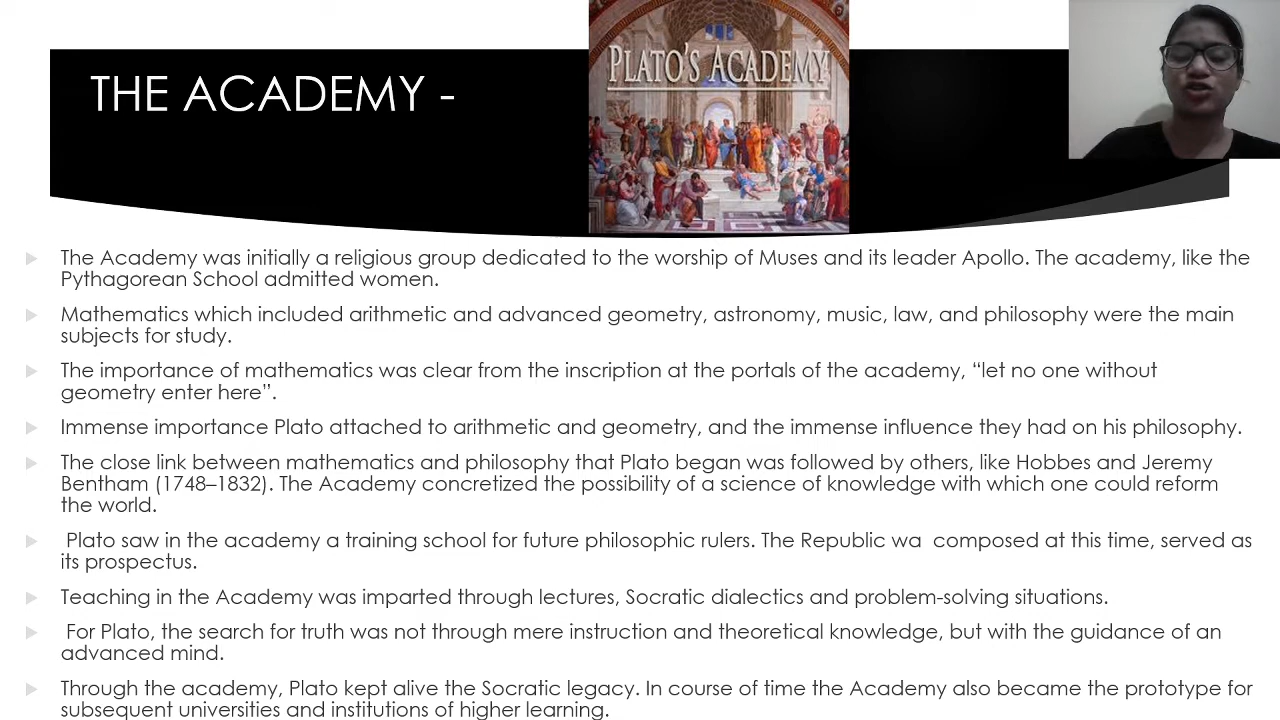 THE ACADEMY -
PLATO'S ACADEMY
The Academy was initially a religious group dedicated to the worship of Muses and its leader Apollo. The academy, like the
Pythagorean School admitted women.
Mathematics which included arithmetic and advanced geometry, astronomy, music, law, and philosophy were the main
subjects for study.
The importance of mathematics was clear from the inscription at the portals of the academy, “let no one without
geometry enter here”.
Immense importance Plato attached to arithmetic and geometry, and the immense influence they had on his philosophy.
The close link between mathematics and philosophy that Plato began was followed by others, like Hobbes and Jeremy
Bentham (1748–1832). The Academy concretized the possibility of a science of knowledge with which one could reform
the world.
Plato saw in the academy a training school for future philosophic rulers. The Republic wa composed at this time, served as
its prospectus.
Teaching in the Academy was imparted through lectures, Socratic dialectics and problem-solving situations.
For Plato, the search for truth was not through mere instruction and theoretical knowledge, but with the guidance of an
advanced mind.
Through the academy, Plato kept alive the Socratic legacy. In course of time the Academy also became the prototype for
subsequent universities and institutions of higher learning.